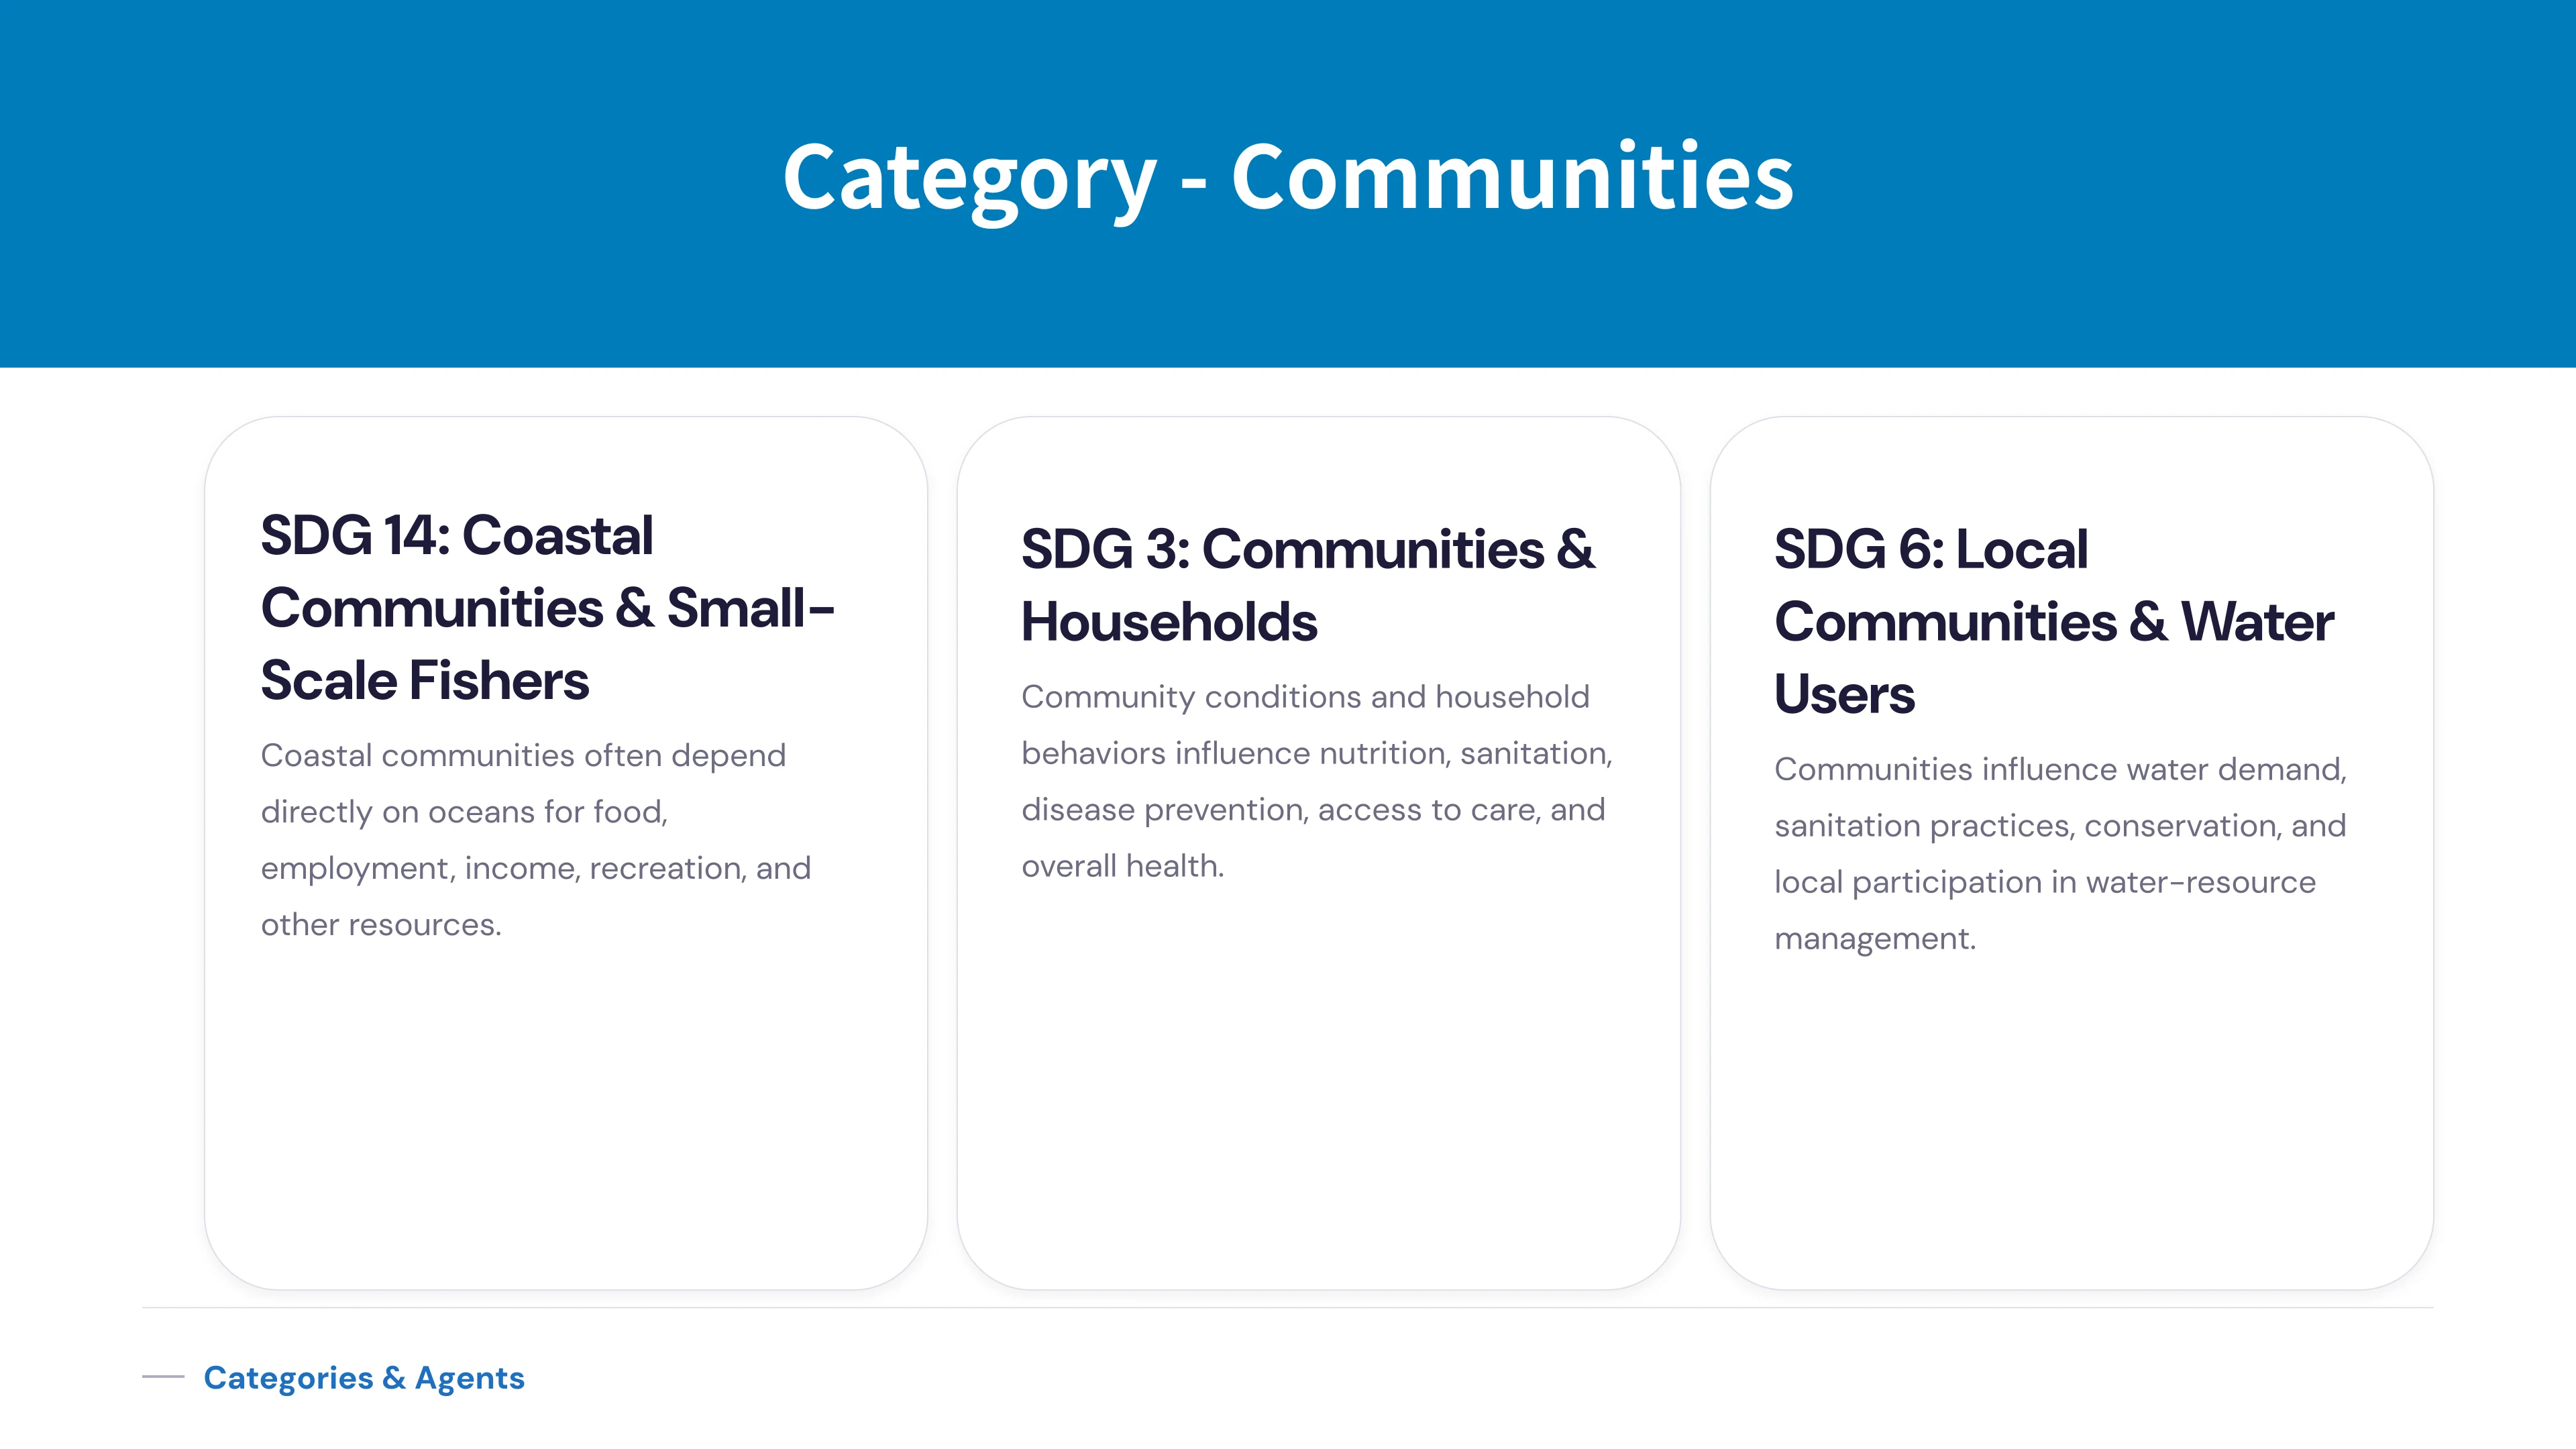 Category - Communities
SDG 14: Coastal
Communities & Small-
Scale Fishers
Coastal communities often depend
directly on oceans for food,
employment, income, recreation, and
other resources.
SDG 3: Communities &
Households
Community conditions and household
behaviors influence nutrition, sanitation,
disease prevention, access to care, and
overall health.
SDG 6: Local
Communities & Water
Users
Communities influence water demand,
sanitation practices, conservation, and
local participation in water-resource
management.
Categories & Agents